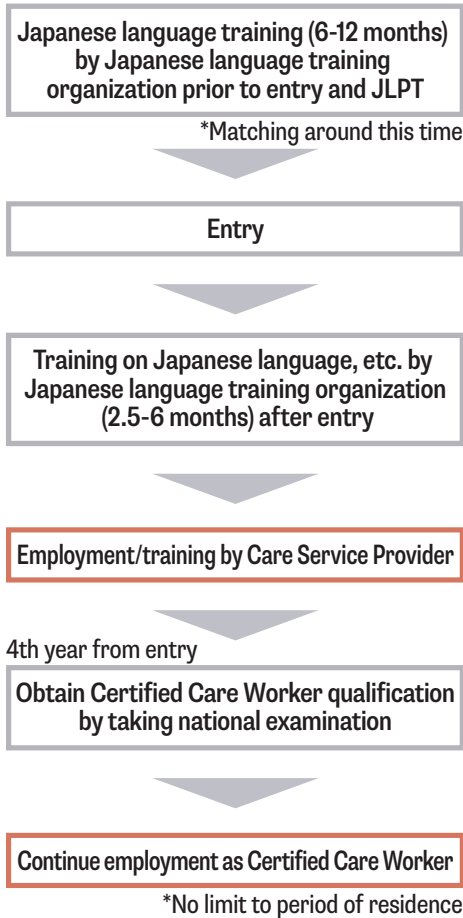 Japanese language training (6-12 months)
by Japanese language training
organization prior to entry and JLPT
*Matching around this time
Entry
Training on Japanese language, etc. by
Japanese language training organization
(2.5-6 months) after entry
Employment/training by Care Service Provider
4th year from entry
Obtain Certified Care Worker qualification
by taking national examination
Continue employment as Certified Care Worker
*No limit to period of residence